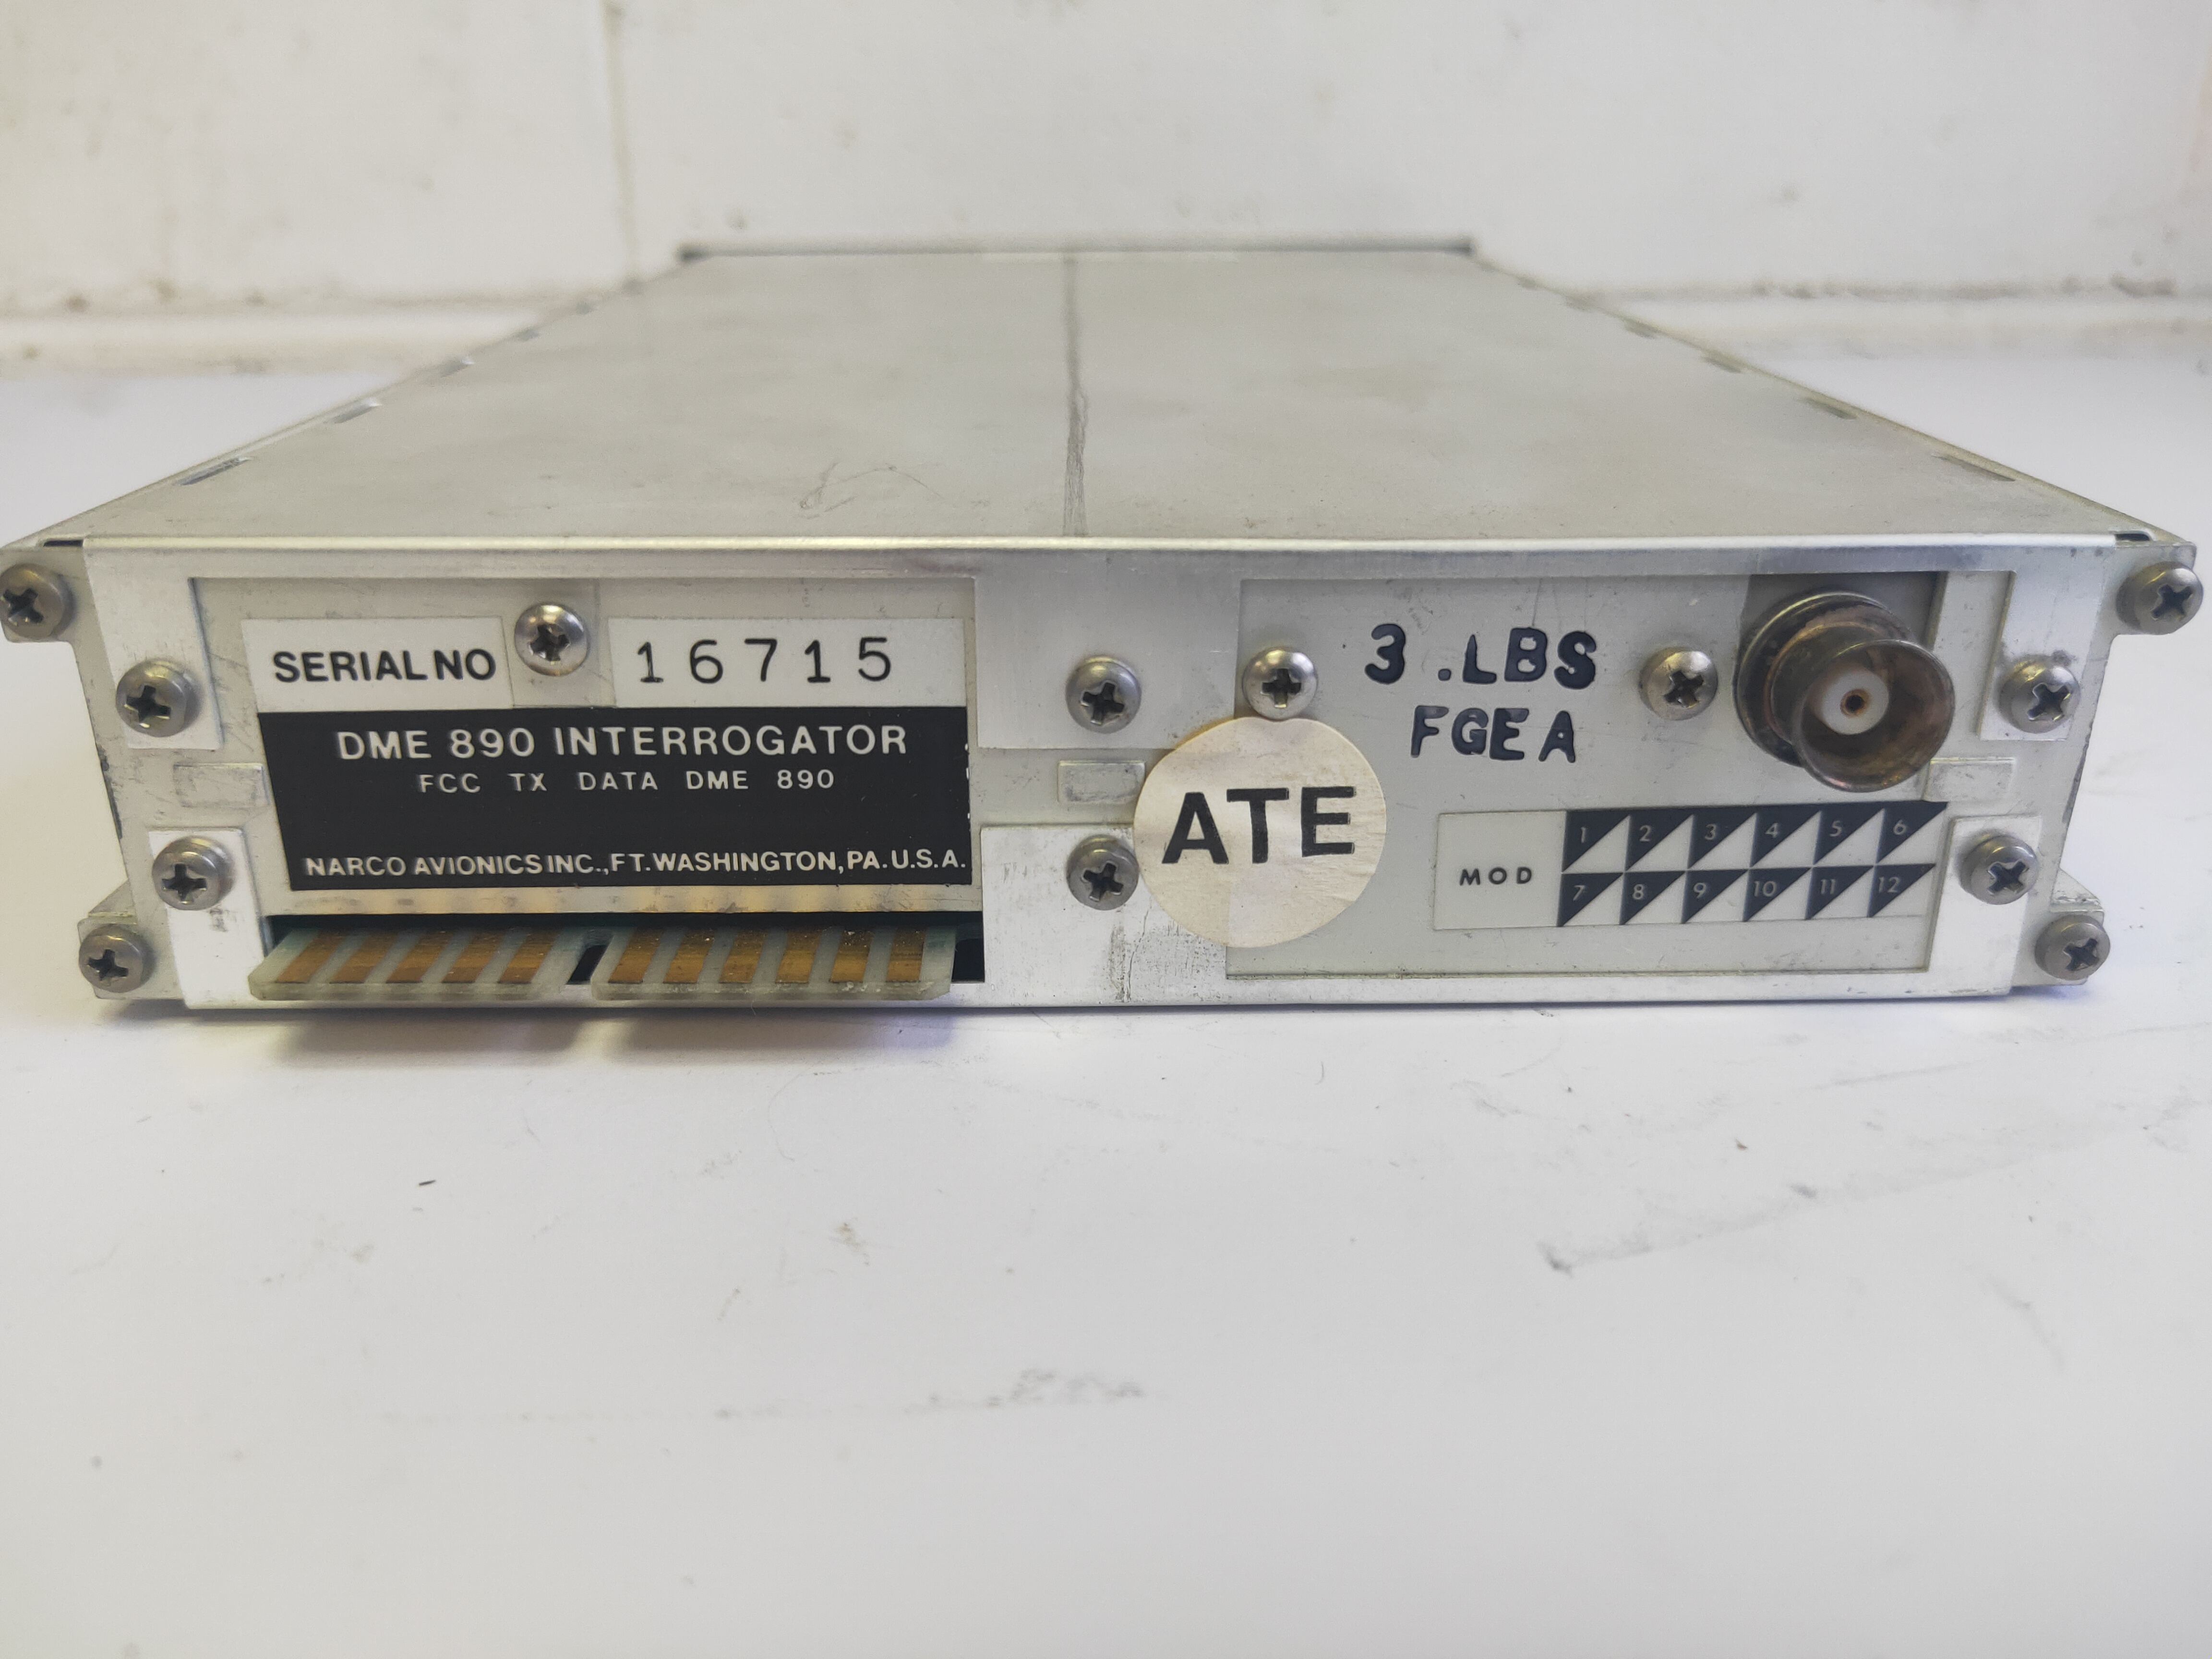 SERIAL NO 16715
DME 890 INTERROGATOR
FCC TX DATA DME 890
NARCO AVIONICS INC., FT. WASHINGTON, PA. U.S.A.
3 .LBS
FGEA
ATE
MOD
1 2 3 4 5 6
7 8 9 10 11 12